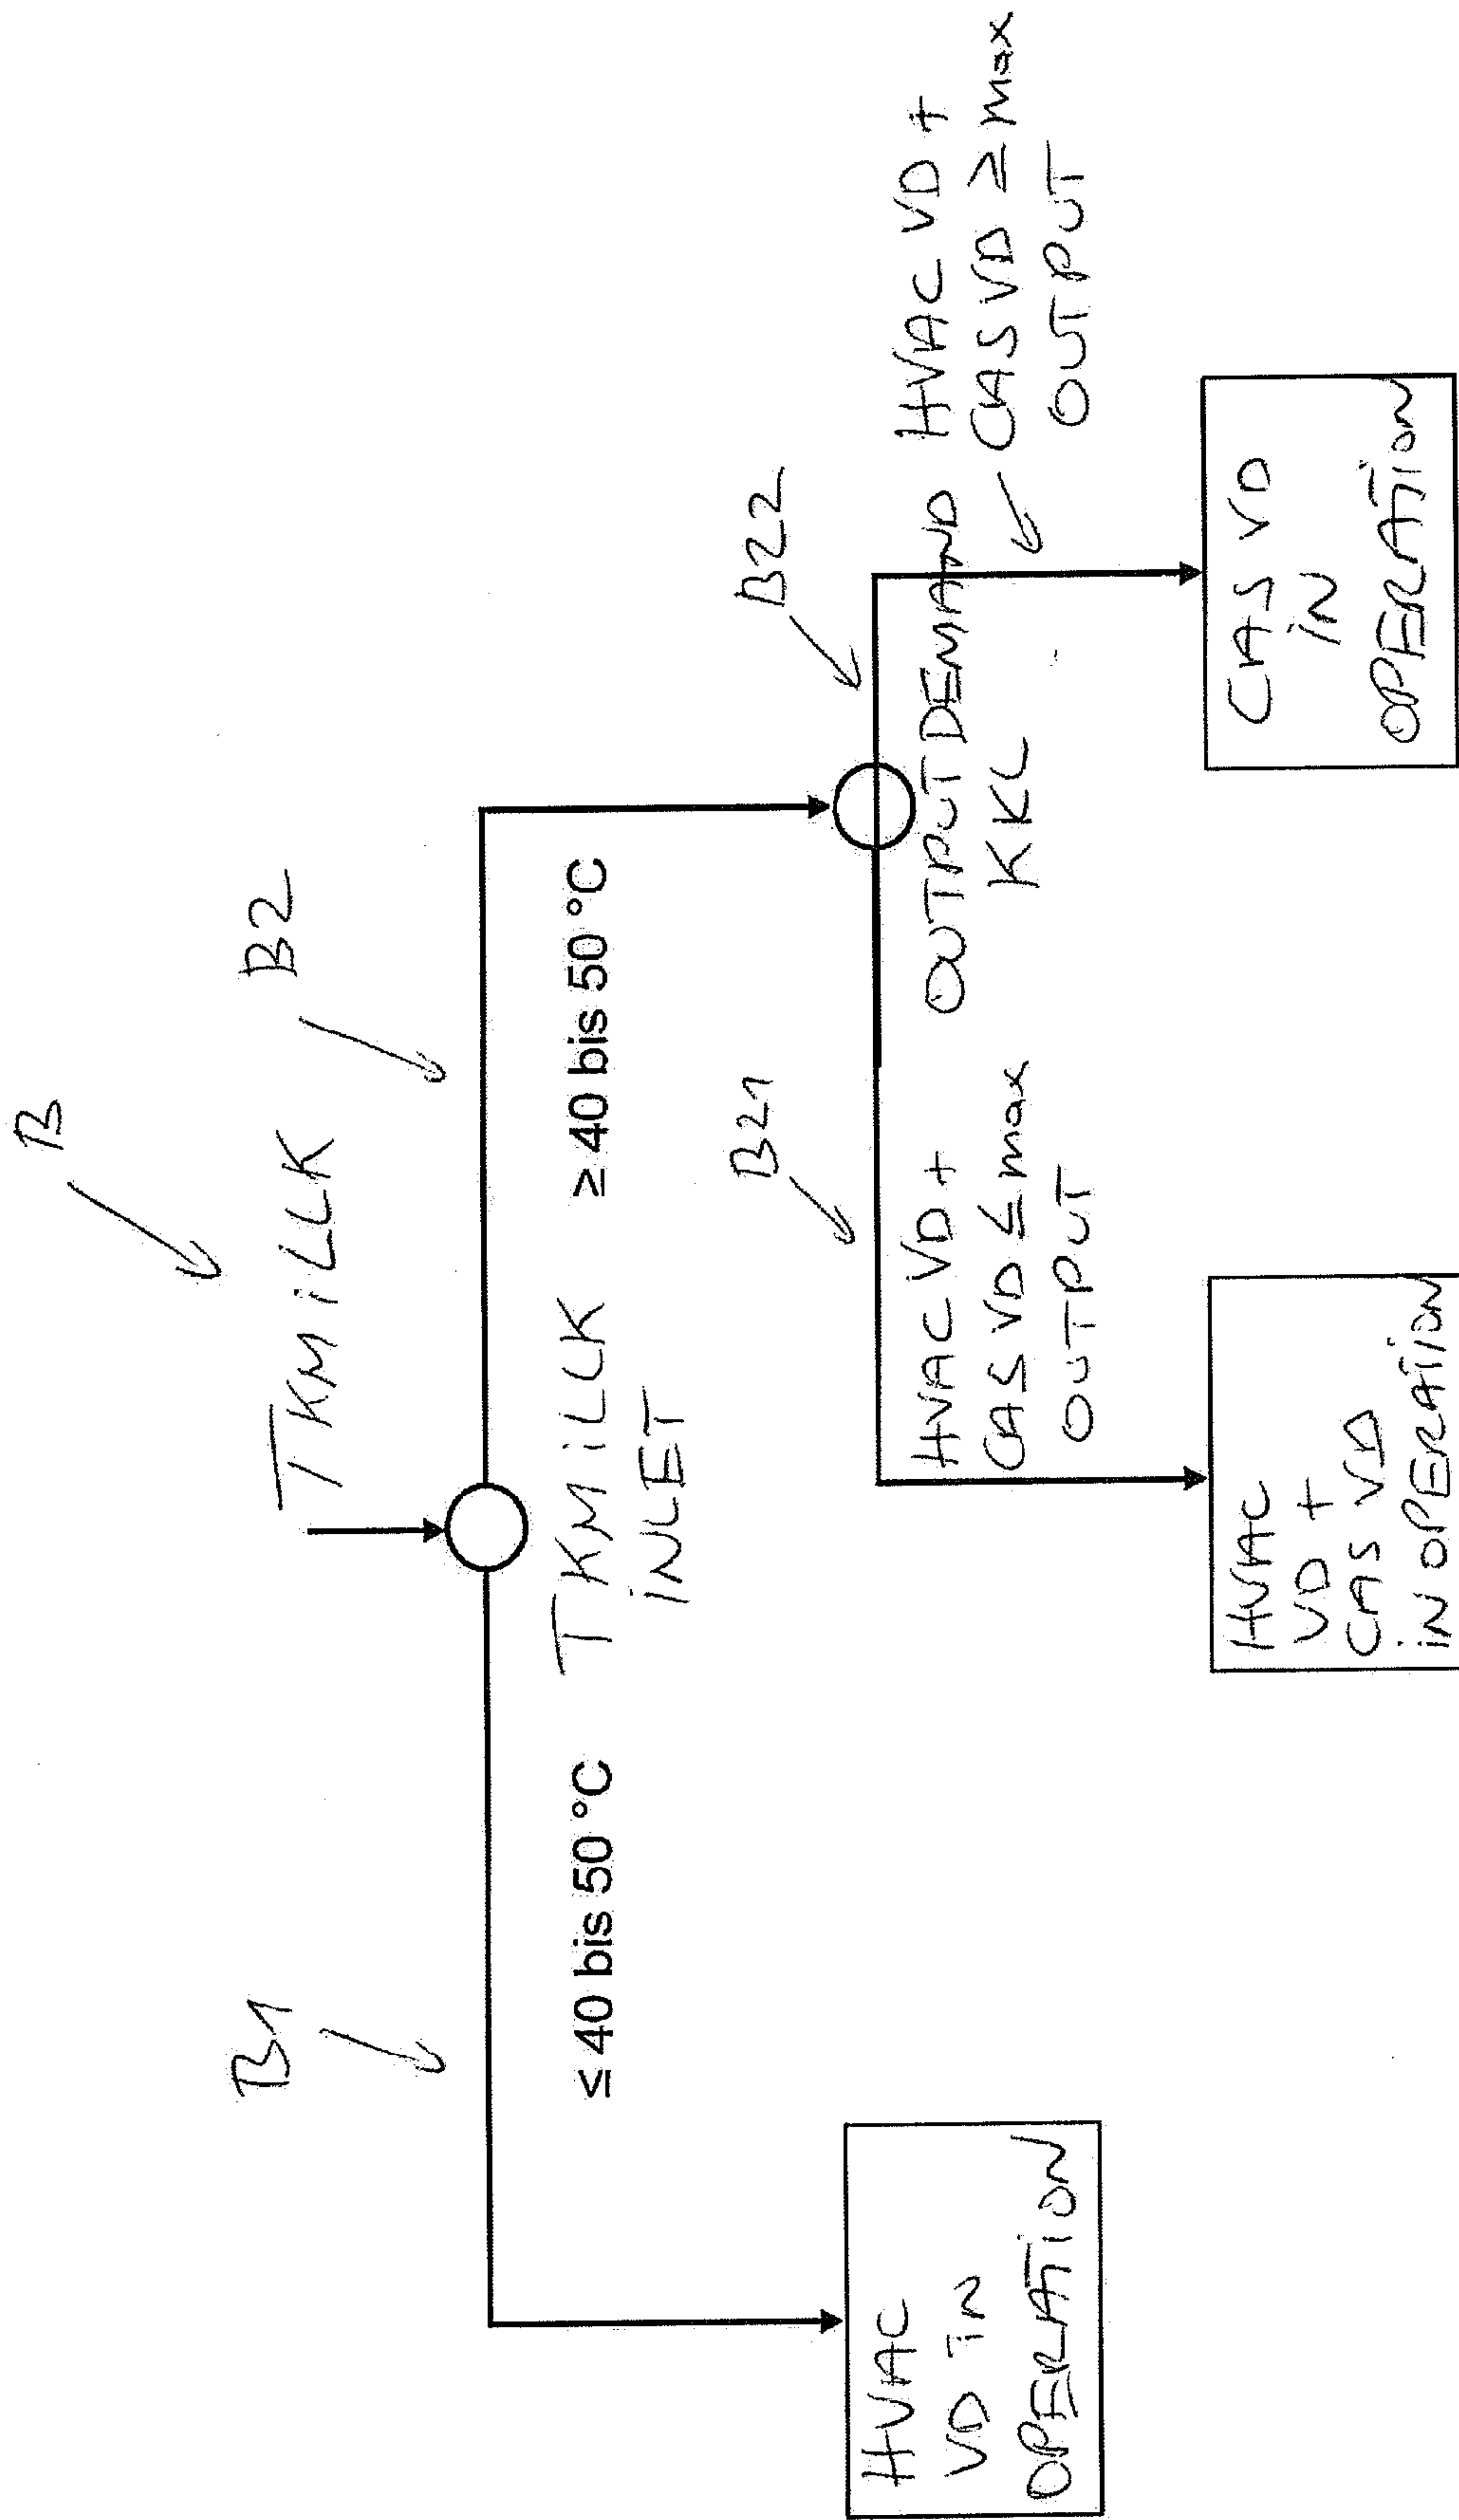 B
TKMiLLK
B1
B2
≤ 40 bis 50 °C
TKMiLLK
iNLET
≥ 40 bis 50 °C
HVAC
VD iN
OPERATiON
B21
B22
HVAC VD +
CAS VD ≤ max
OUTPUT
OUTPUT DEMAND
KKL
HVAC VD +
CAS VD ≥ max
OUTPUT
HVAC
VD +
CAS VD
iN OPERATiON
CAS VD
iN
OPERATiON